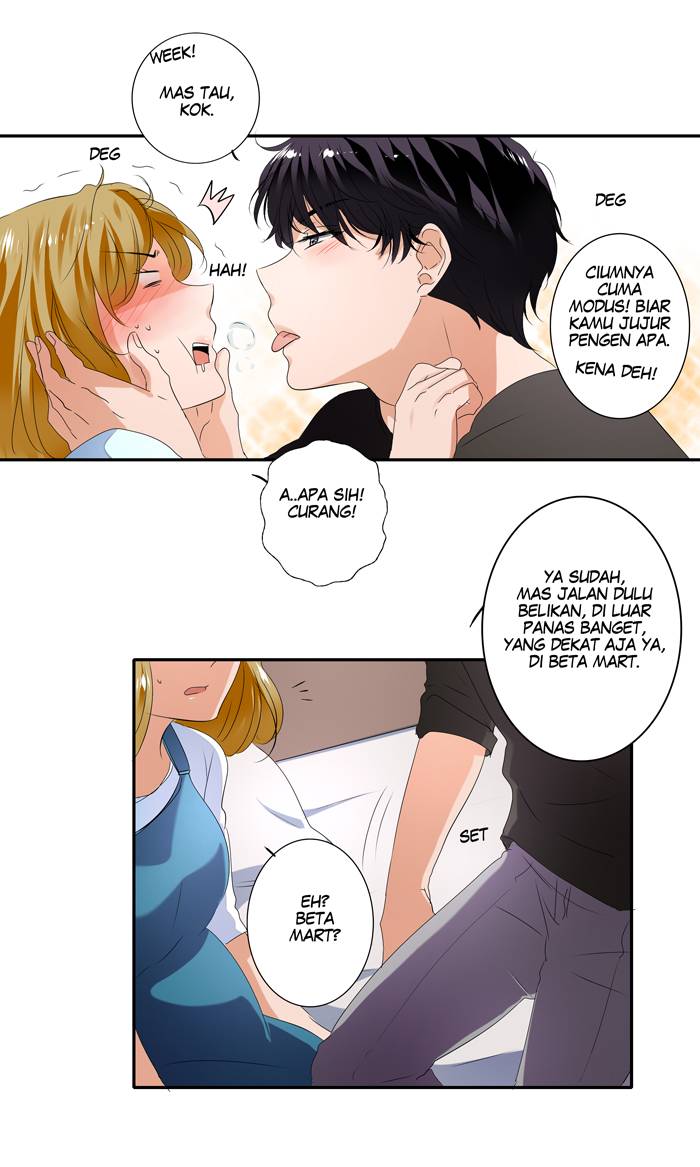 WEEK!
MAS TAU,
KOK.
DEG
HAH!
DEG
CIUMNYA
CUMA
MODUS! BIAR
KAMU JUJUR
PENGEN APA.
KENA DEH!
A..APA SIH!
CURANG!
YA SUDAH,
MAS JALAN DULU
BELIKAN, DI LUAR
PANAS BANGET,
YANG DEKAT AJA YA,
DI BETA MART.
SET
EH?
BETA
MART?